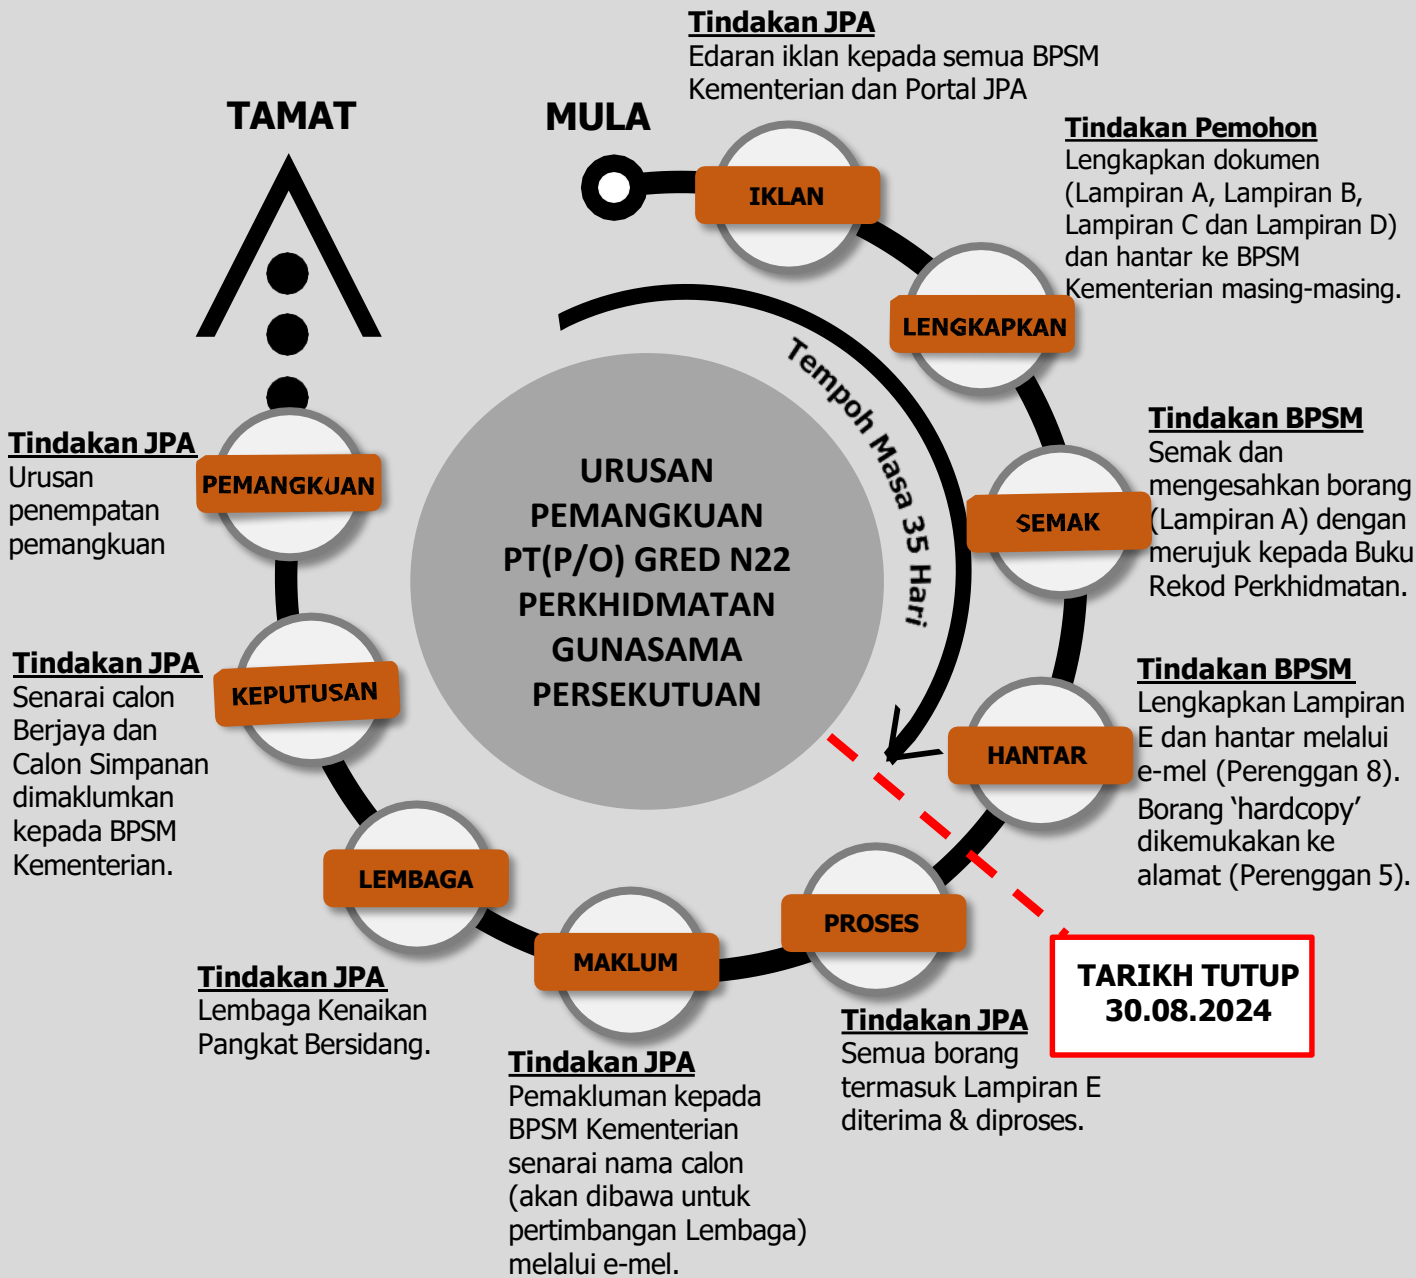 Tindakan JPA
Edaran iklan kepada semua BPSM
Kementerian dan Portal JPA
TAMAT
MULA
IKLAN
Tindakan Pemohon
Lengkapkan dokumen
(Lampiran A, Lampiran B,
Lampiran C dan Lampiran D)
dan hantar ke BPSM
Kementerian masing-masing.
LENGKAPKAN
Tempoh Masa 35 Hari
Tindakan BPSM
Semak dan
mengesahkan borang
(Lampiran A) dengan
merujuk kepada Buku
Rekod Perkhidmatan.
SEMAK
Tindakan BPSM
Lengkapkan Lampiran
E dan hantar melalui
e-mel (Perenggan 8).
Borang ‘hardcopy’
dikemukakan ke
alamat (Perenggan 5).
HANTAR
URUSAN
PEMANGKUAN
PT(P/O) GRED N22
PERKHIDMATAN
GUNASAMA
PERSEKUTUAN
TARIKH TUTUP
30.08.2024
PROSES
Tindakan JPA
Semua borang
termasuk Lampiran E
diterima & diproses.
MAKLUM
Tindakan JPA
Pemakluman kepada
BPSM Kementerian
senarai nama calon
(akan dibawa untuk
pertimbangan Lembaga)
melalui e-mel.
LEMBAGA
Tindakan JPA
Lembaga Kenaikan
Pangkat Bersidang.
KEPUTUSAN
Tindakan JPA
Senarai calon
Berjaya dan
Calon Simpanan
dimaklumkan
kepada BPSM
Kementerian.
PEMANGKUAN
Tindakan JPA
Urusan
penempatan
pemangkuan